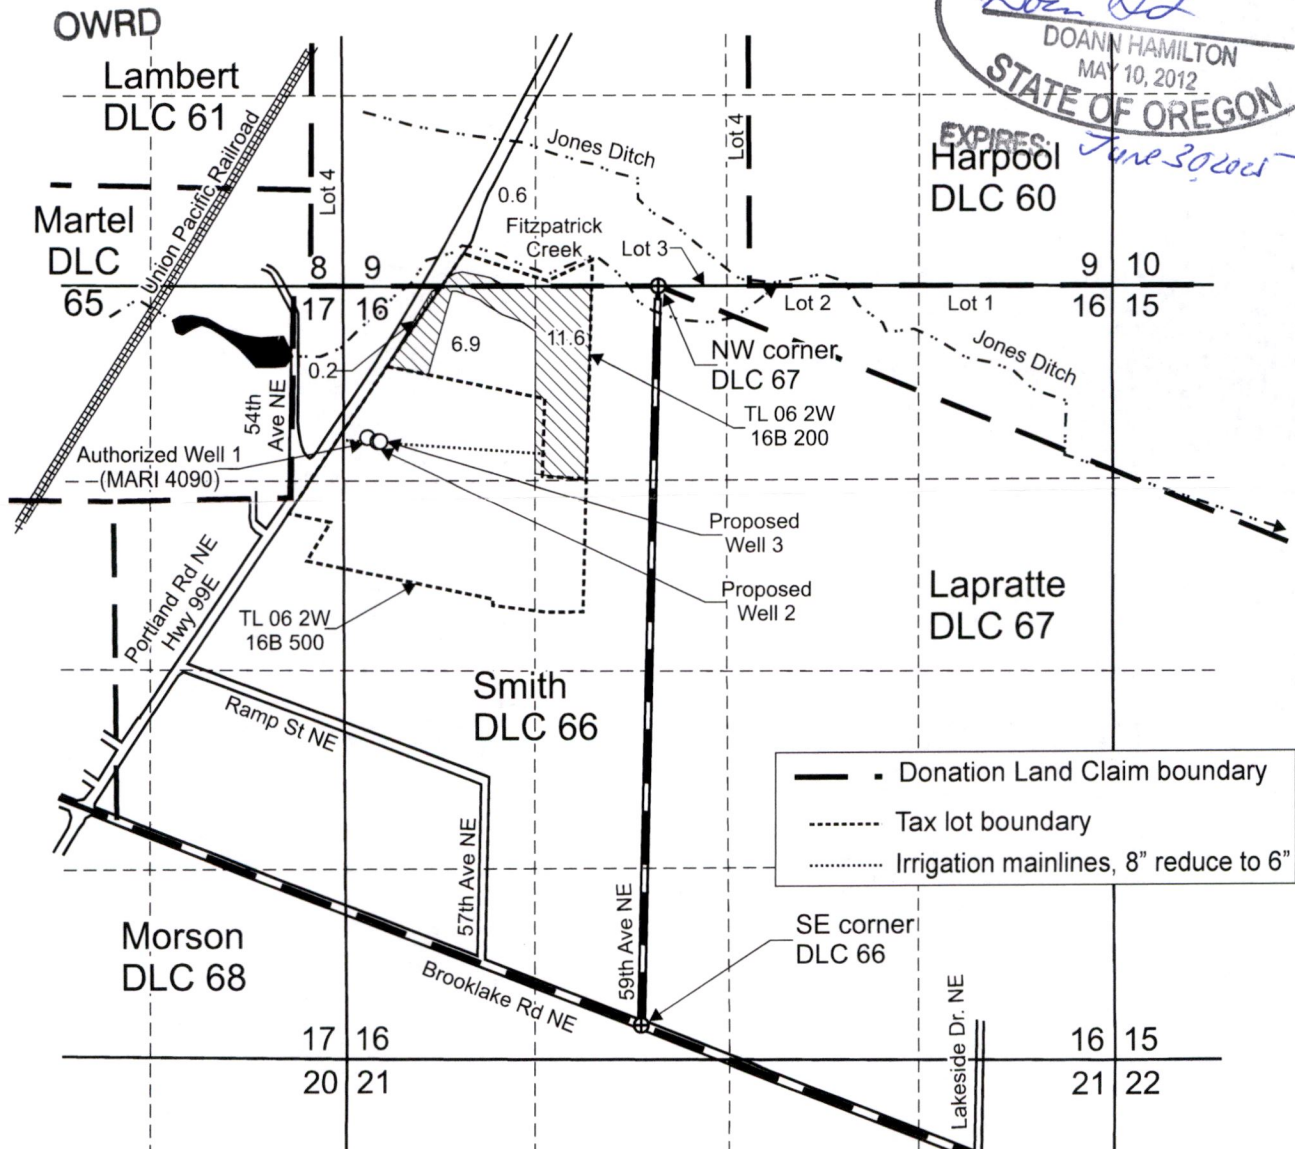 OWRD
DOANN HAMILTON
MAY 10, 2012
STATE OF OREGON
EXPIRES: June 30 2025
Lambert
DLC 61
Union Pacific Railroad
Lot 4
Jones Ditch
Lot 4
Harpool
DLC 60
Martel
DLC
65
0.6
Fitzpatrick
Creek
Lot 3
8 9
17 16
9 10
16 15
Lot 2
Lot 1
Jones Ditch
6.9
11.6
0.2
NW corner
DLC 67
TL 06 2W
16B 200
54th
Ave NE
Authorized Well 1
(MARI 4090)
Proposed
Well 3
Proposed
Well 2
Portland Rd NE
Hwy 99E
TL 06 2W
16B 500
Lapratte
DLC 67
Smith
DLC 66
Ramp St NE
Donation Land Claim boundary
Tax lot boundary
Irrigation mainlines, 8” reduce to 6”
57th Ave NE
59th Ave NE
SE corner
DLC 66
Morson
DLC 68
Brooklake Rd NE
Lakeside Dr. NE
17 16
20 21
16 15
21 22